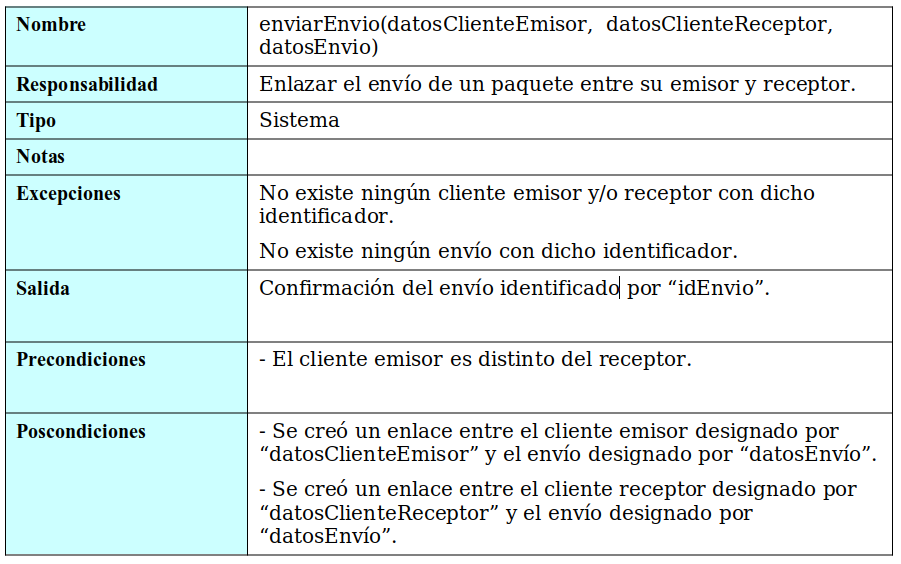 Nombre
enviarEnvio(datosClienteEmisor, datosClienteReceptor,
datosEnvio)
Responsabilidad
Enlazar el envío de un paquete entre su emisor y receptor.
Tipo
Sistema
Notas
Excepciones
No existe ningún cliente emisor y/o receptor con dicho
identificador.
No existe ningún envío con dicho identificador.
Salida
Confirmación del envío identificado por “idEnvio”.
Precondiciones
- El cliente emisor es distinto del receptor.
Poscondiciones
- Se creó un enlace entre el cliente emisor designado por
“datosClienteEmisor” y el envío designado por “datosEnvío”.
- Se creó un enlace entre el cliente receptor designado por
“datosClienteReceptor” y el envío designado por
“datosEnvío”.